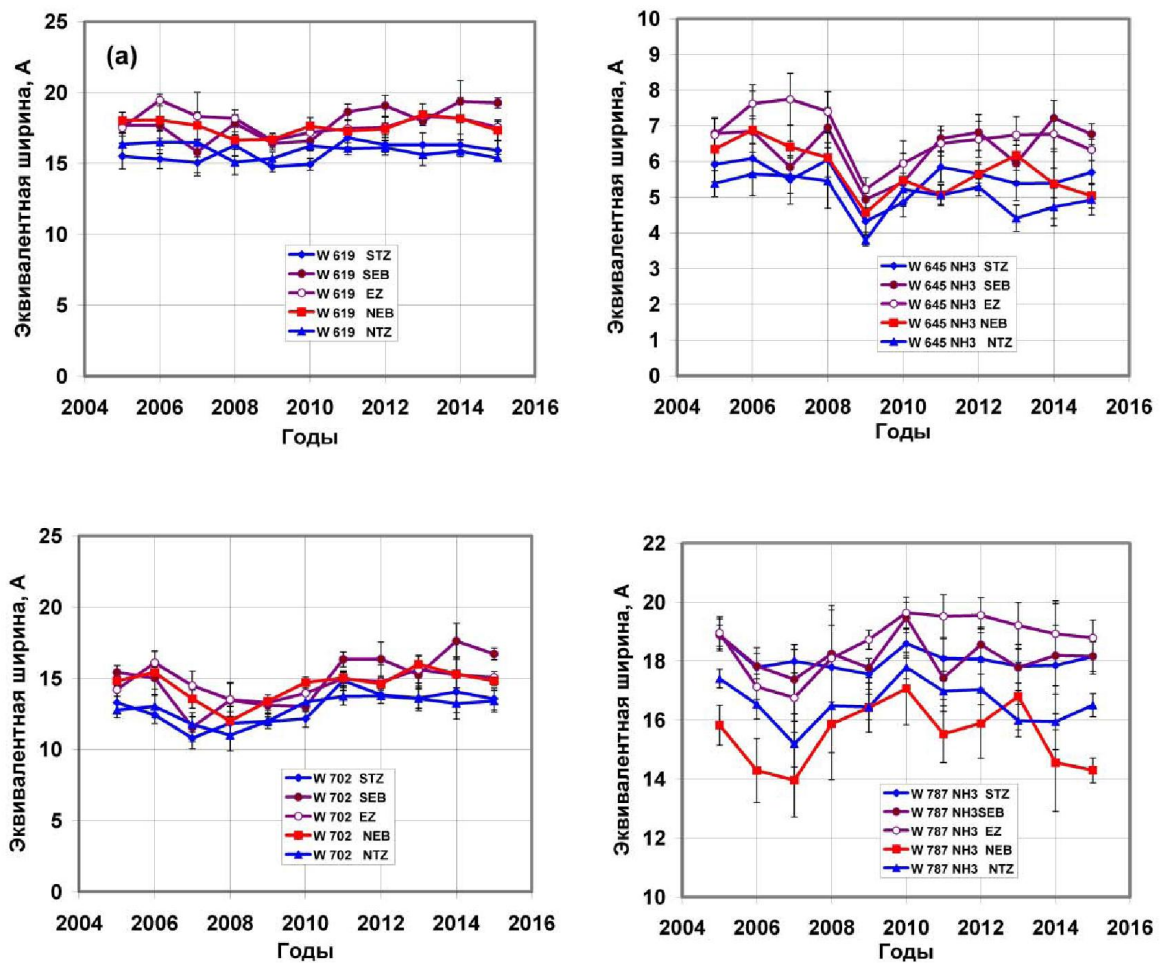 (a)
Эквивалентная ширина, А
25
20
15
10
5
0
W 619 STZ
W 619 SEB
W 619 EZ
W 619 NEB
W 619 NTZ
2004 2006 2008 2010 2012 2014 2016
Годы
Эквивалентная ширина, А
10
9
8
7
6
5
4
3
2
1
0
W 645 NH3 STZ
W 645 NH3 SEB
W 645 NH3 EZ
W 645 NH3 NEB
W 645 NH3 NTZ
2004 2006 2008 2010 2012 2014 2016
Годы
Эквивалентная ширина, А
25
20
15
10
5
0
W 702 STZ
W 702 SEB
W 702 EZ
W 702 NEB
W 702 NTZ
2004 2006 2008 2010 2012 2014 2016
Годы
Эквивалентная ширина, А
22
20
18
16
14
12
10
W 787 NH3 STZ
W 787 NH3SEB
W 787 NH3 EZ
W 787 NH3 NEB
W 787 NH3 NTZ
2004 2006 2008 2010 2012 2014 2016
Годы